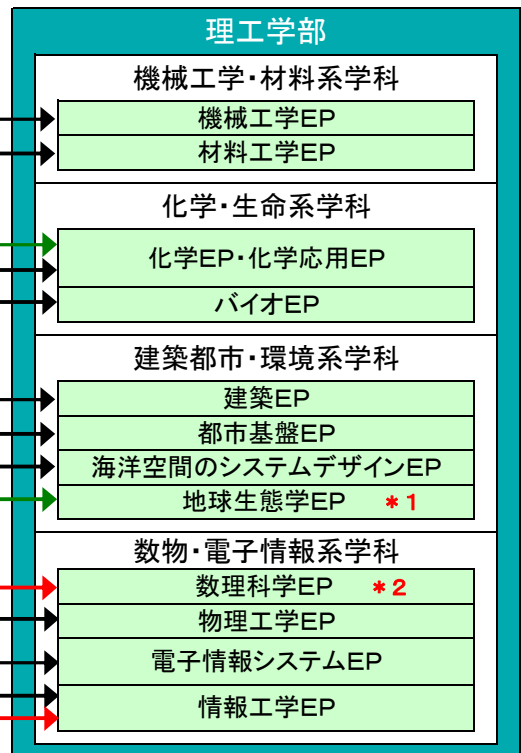 理工学部
機械工学・材料系学科
機械工学EP
材料工学EP
化学・生命系学科
化学EP・化学応用EP
バイオEP
建築都市・環境系学科
建築EP
都市基盤EP
海洋空間のシステムデザインEP
地球生態学EP *1
数物・電子情報系学科
数理科学EP *2
物理工学EP
電子情報システムEP
情報工学EP